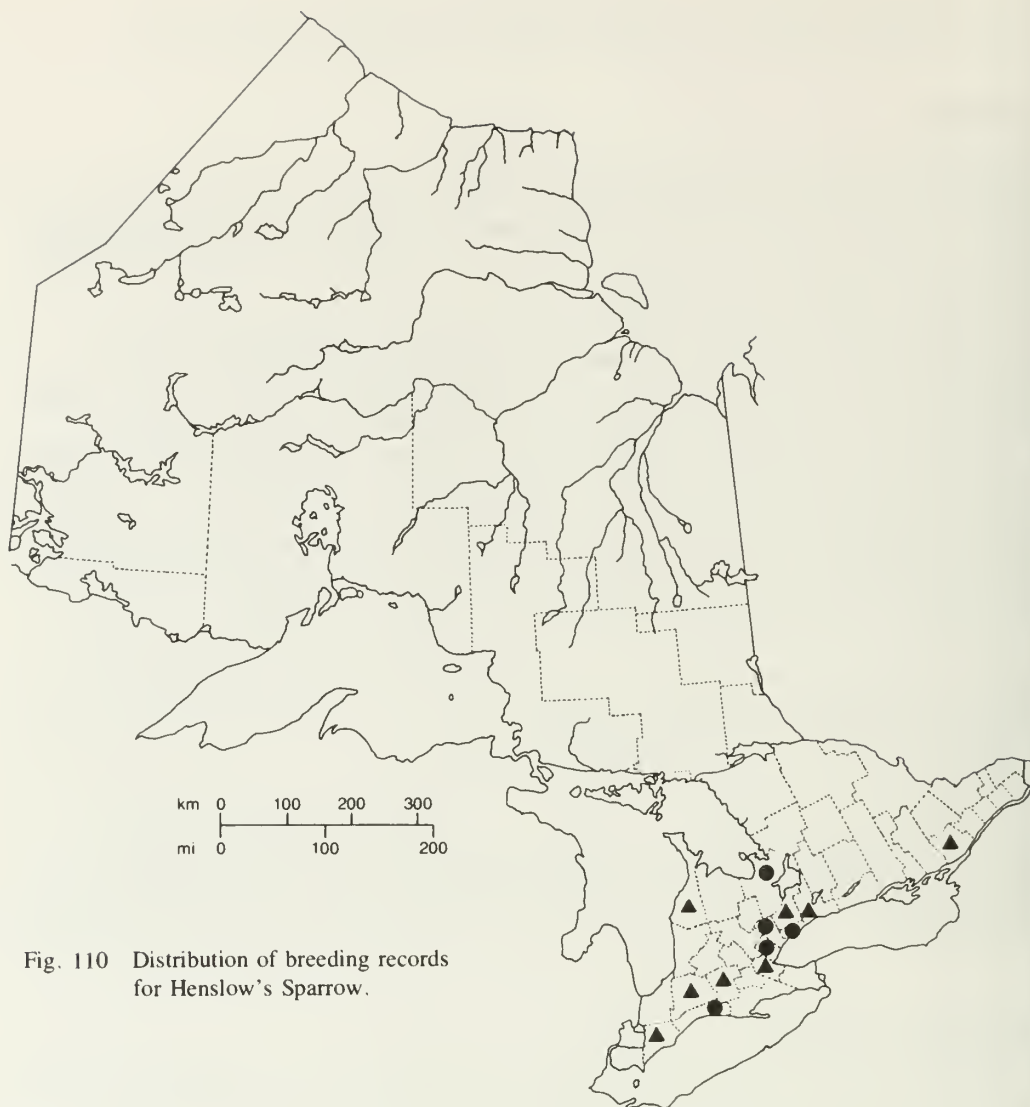 km 0 100 200 300
mi 0 100 200
Fig. 110 Distribution of breeding records
for Henslow's Sparrow.